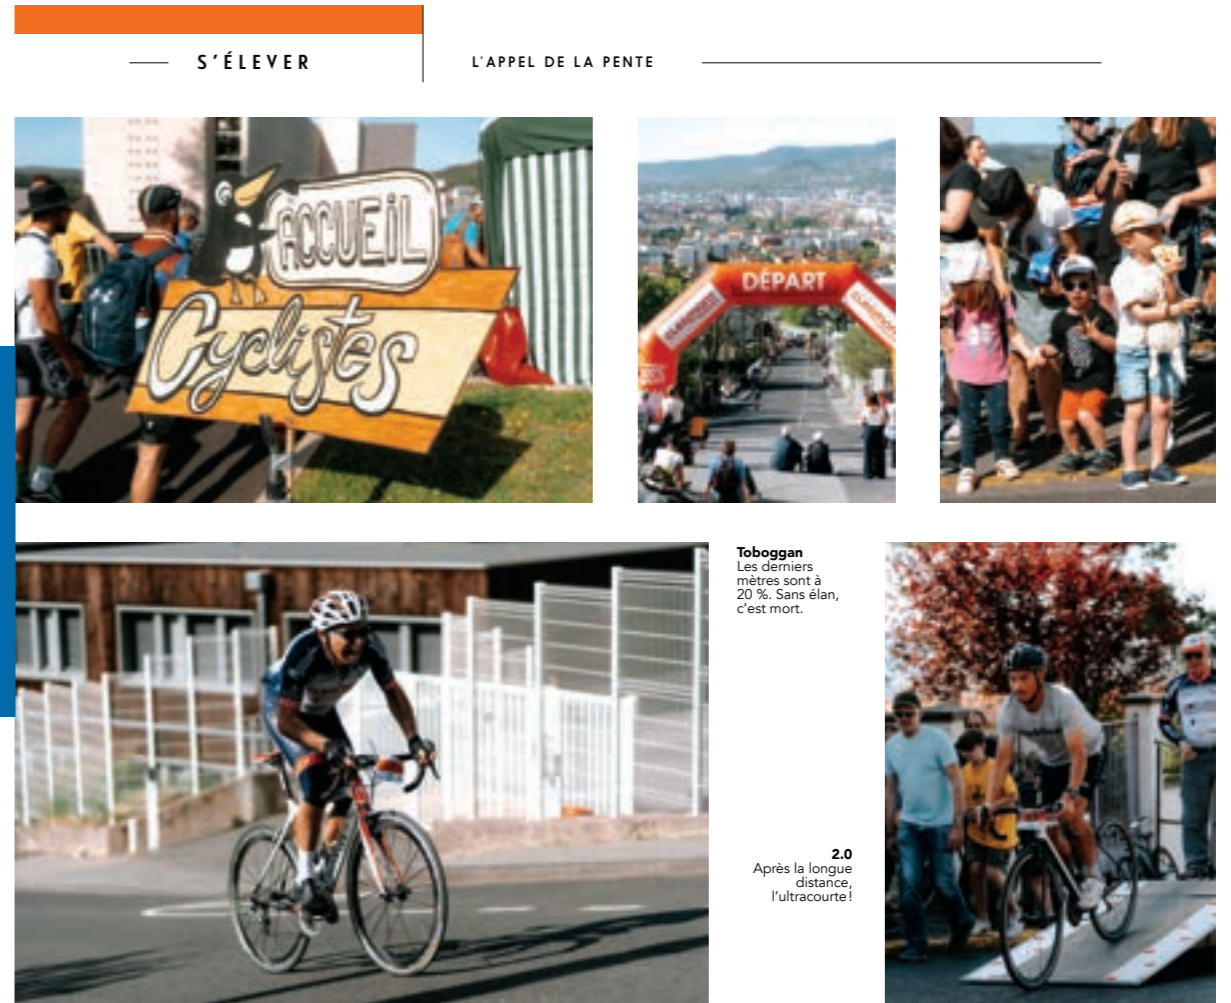 S'ÉLEVER
L'APPEL DE LA PENTE
ACCUEIL
Cyclistes
DÉPART
Toboggan
Les derniers
mètres sont à
20 %. Sans élan,
c'est mort.
2.0
Après la longue
distance,
l'ultracourte !